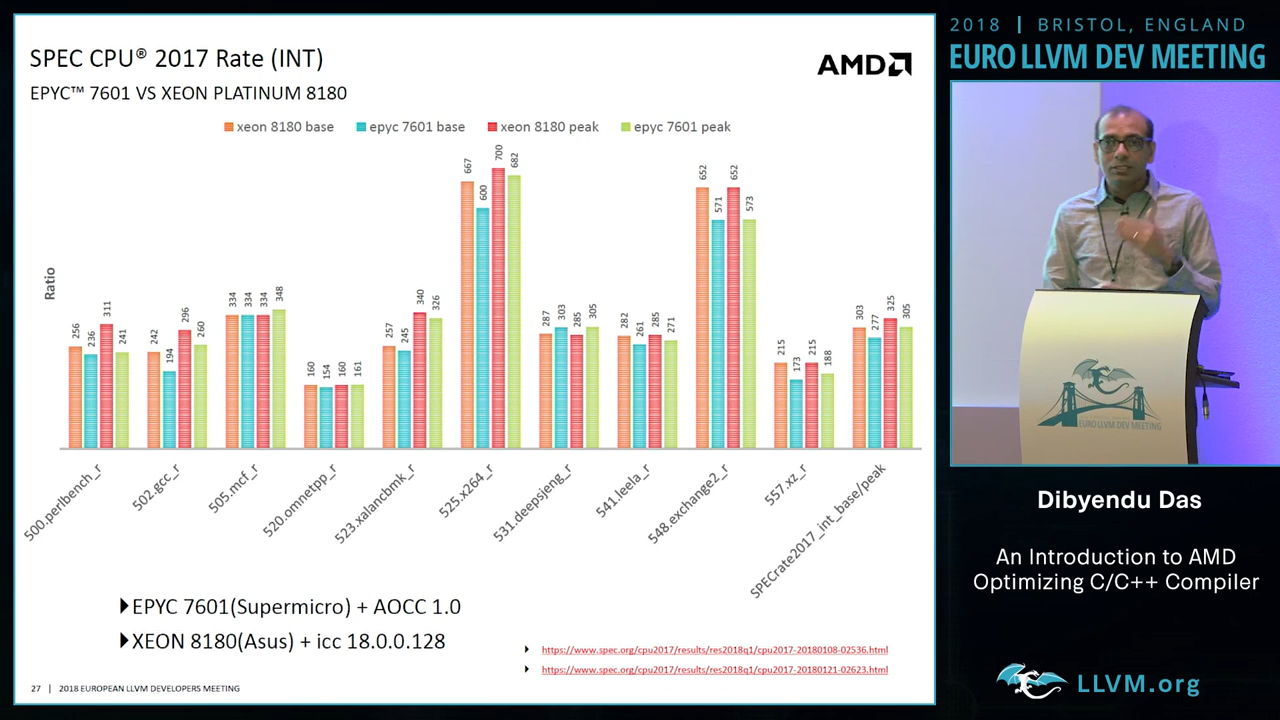 SPEC CPU® 2017 Rate (INT)
EPYC™ 7601 VS XEON PLATINUM 8180
AMD
xeon 8180 base
epyc 7601 base
xeon 8180 peak
epyc 7601 peak
Ratio
256 236 311 241
242 194 296 260
334 334 334 348
160 154 160 161
257 245 340 326
667 600 700 682
287 303 285 305
282 261 285 271
652 571 652 573
215 173 215 188
303 277 325 305
500.perlbench_r
502.gcc_r
505.mcf_r
520.omnetpp_r
523.xalancbmk_r
525.x264_r
531.deepsjeng_r
541.leela_r
548.exchange2_r
557.xz_r
SPECrate2017_int_base/peak
EPYC 7601(Supermicro) + AOCC 1.0
XEON 8180(Asus) + icc 18.0.0.128
https://www.spec.org/cpu2017/results/res2018q1/cpu2017-20180108-02536.html
https://www.spec.org/cpu2017/results/res2018q1/cpu2017-20180121-02623.html
27 | 2018 EUROPEAN LLVM DEVELOPERS MEETING
2018 | BRISTOL, ENGLAND
EURO LLVM DEV MEETING
EURO LLVM DEV MEETING
Dibyendu Das
An Introduction to AMD
Optimizing C/C++ Compiler
LLVM.org